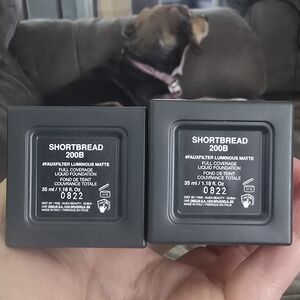 SHORTBREAD
200B
#FAUXFILTER LUMINOUS MATTE
FULL COVERAGE
LIQUID FOUNDATION
FOND DE TEINT
COUVRANCE TOTALE
35 ml / 1.18 fl. Oz
0822
SHORTBREAD
200B
#FAUXFILTER LUMINOUS MATTE
FULL COVERAGE
LIQUID FOUNDATION
FOND DE TEINT
COUVRANCE TOTALE
35 ml / 1.18 fl. Oz
0822